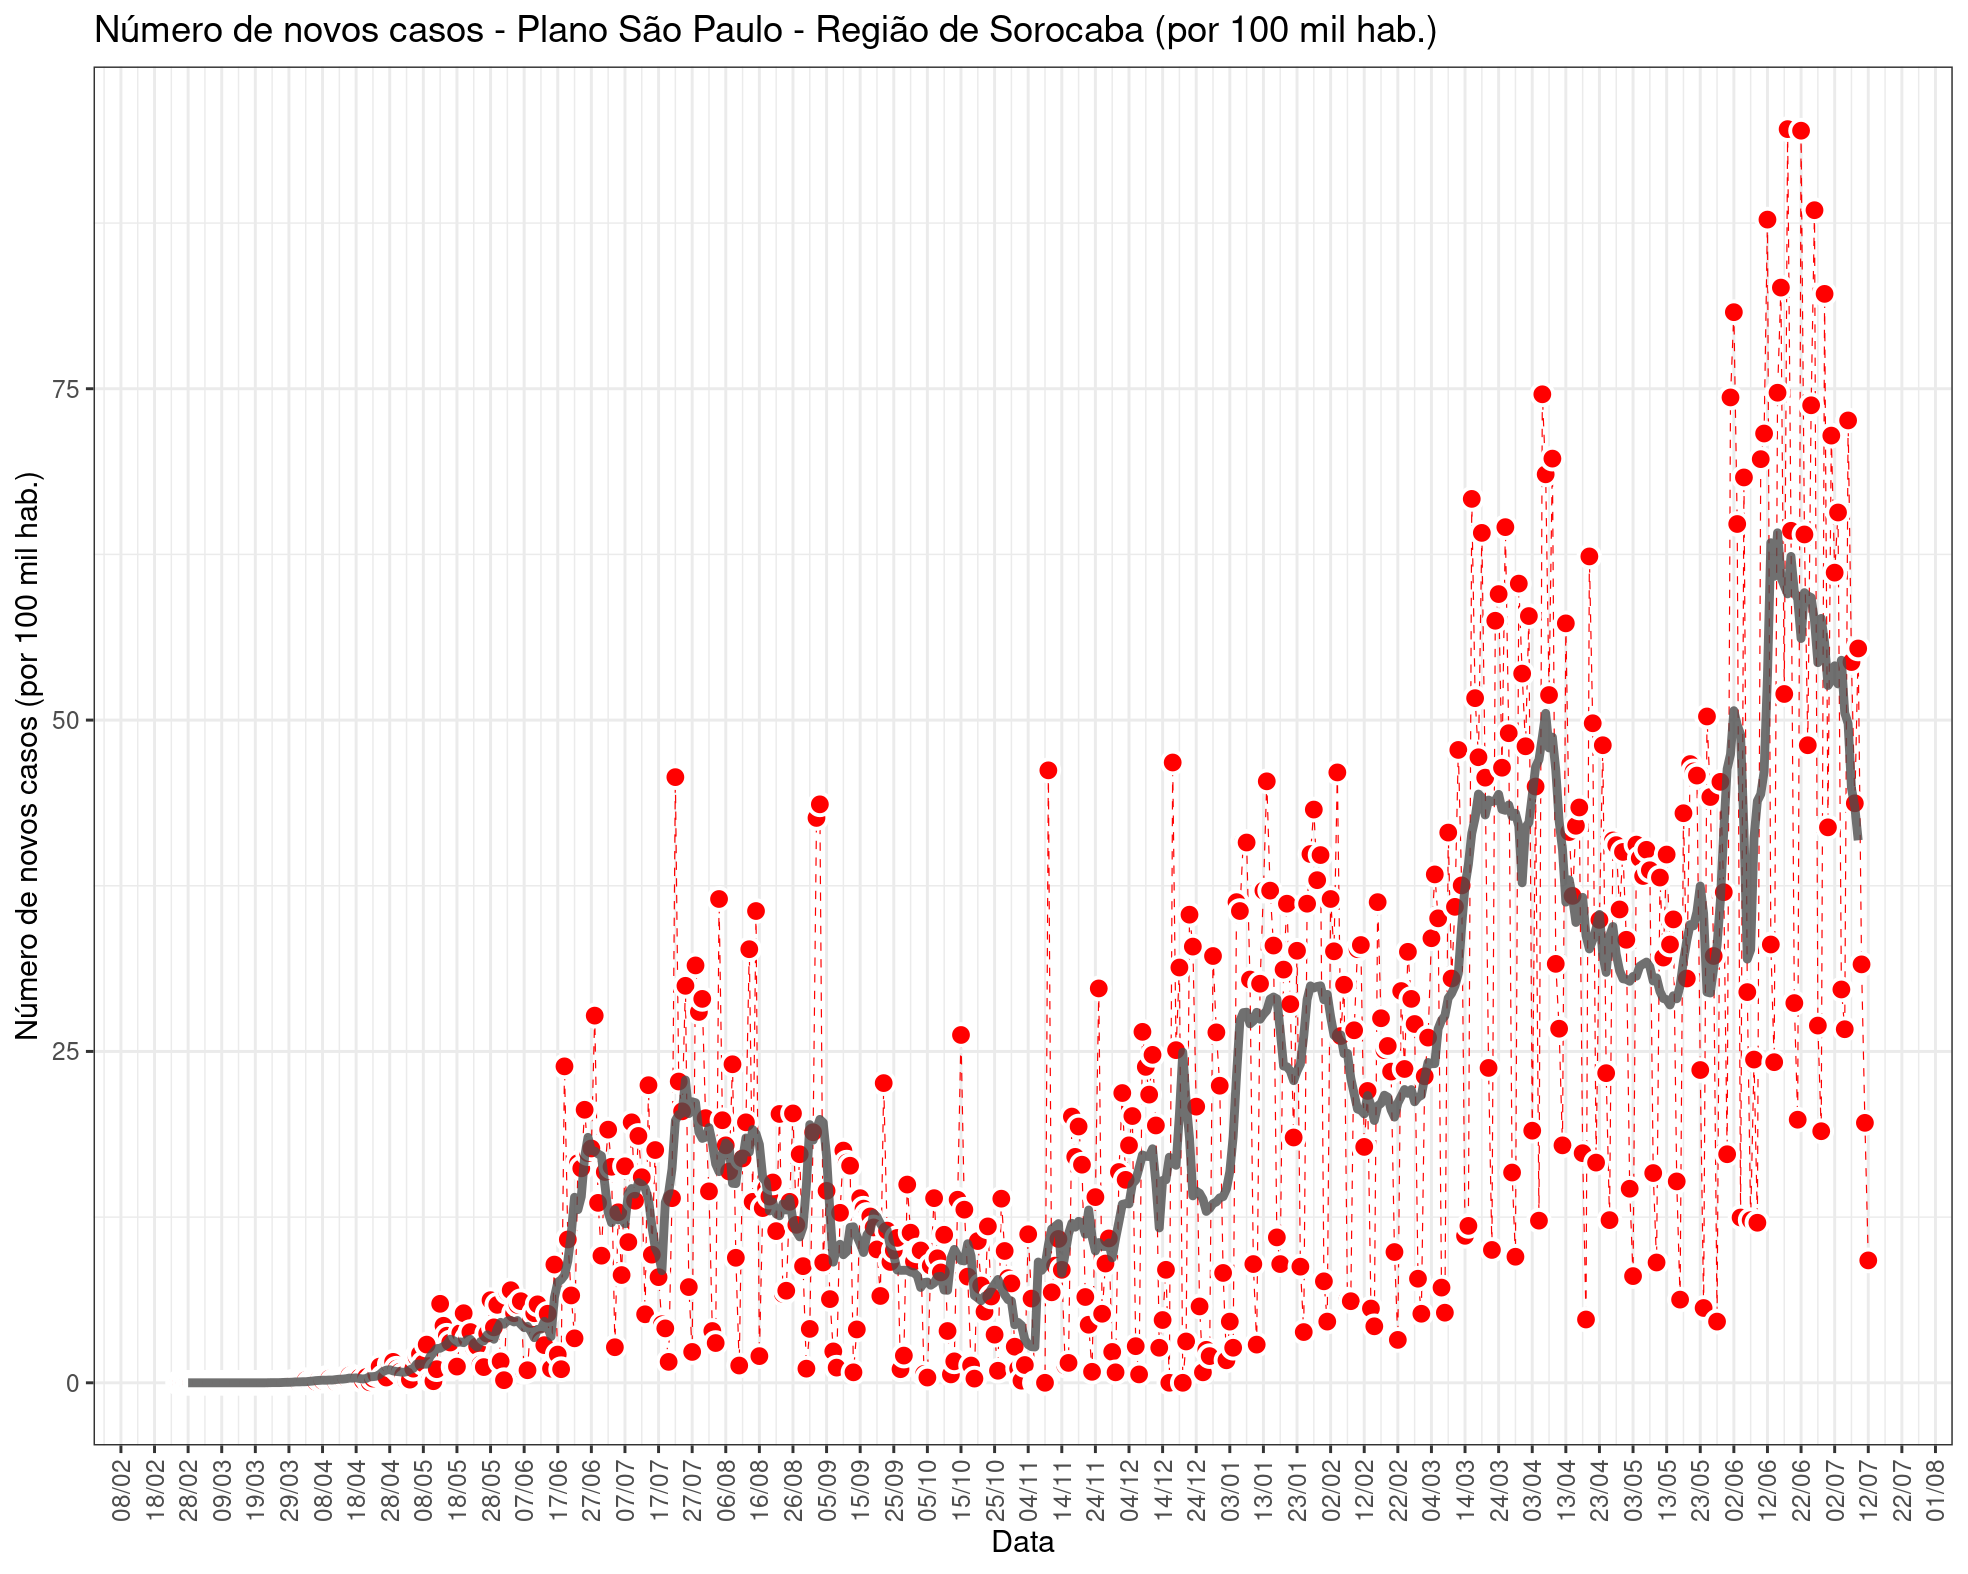 Número de novos casos - Plano São Paulo - Região de Sorocaba (por 100 mil hab.)
Número de novos casos (por 100 mil hab.)
75
50
25
0
08/02 18/02 28/02 09/03 19/03 29/03 08/04 18/04 28/04 08/05 18/05 28/05 07/06 17/06 27/06 07/07 17/07 27/07 06/08 16/08 26/08 05/09 15/09 25/09 05/10 15/10 25/10 04/11 14/11 24/11 04/12 14/12 24/12 03/01 13/01 23/01 02/02 12/02 22/02 04/03 14/03 24/03 03/04 13/04 23/04 03/05 13/05 23/05 02/06 12/06 22/06 02/07 12/07 22/07 01/08
Data